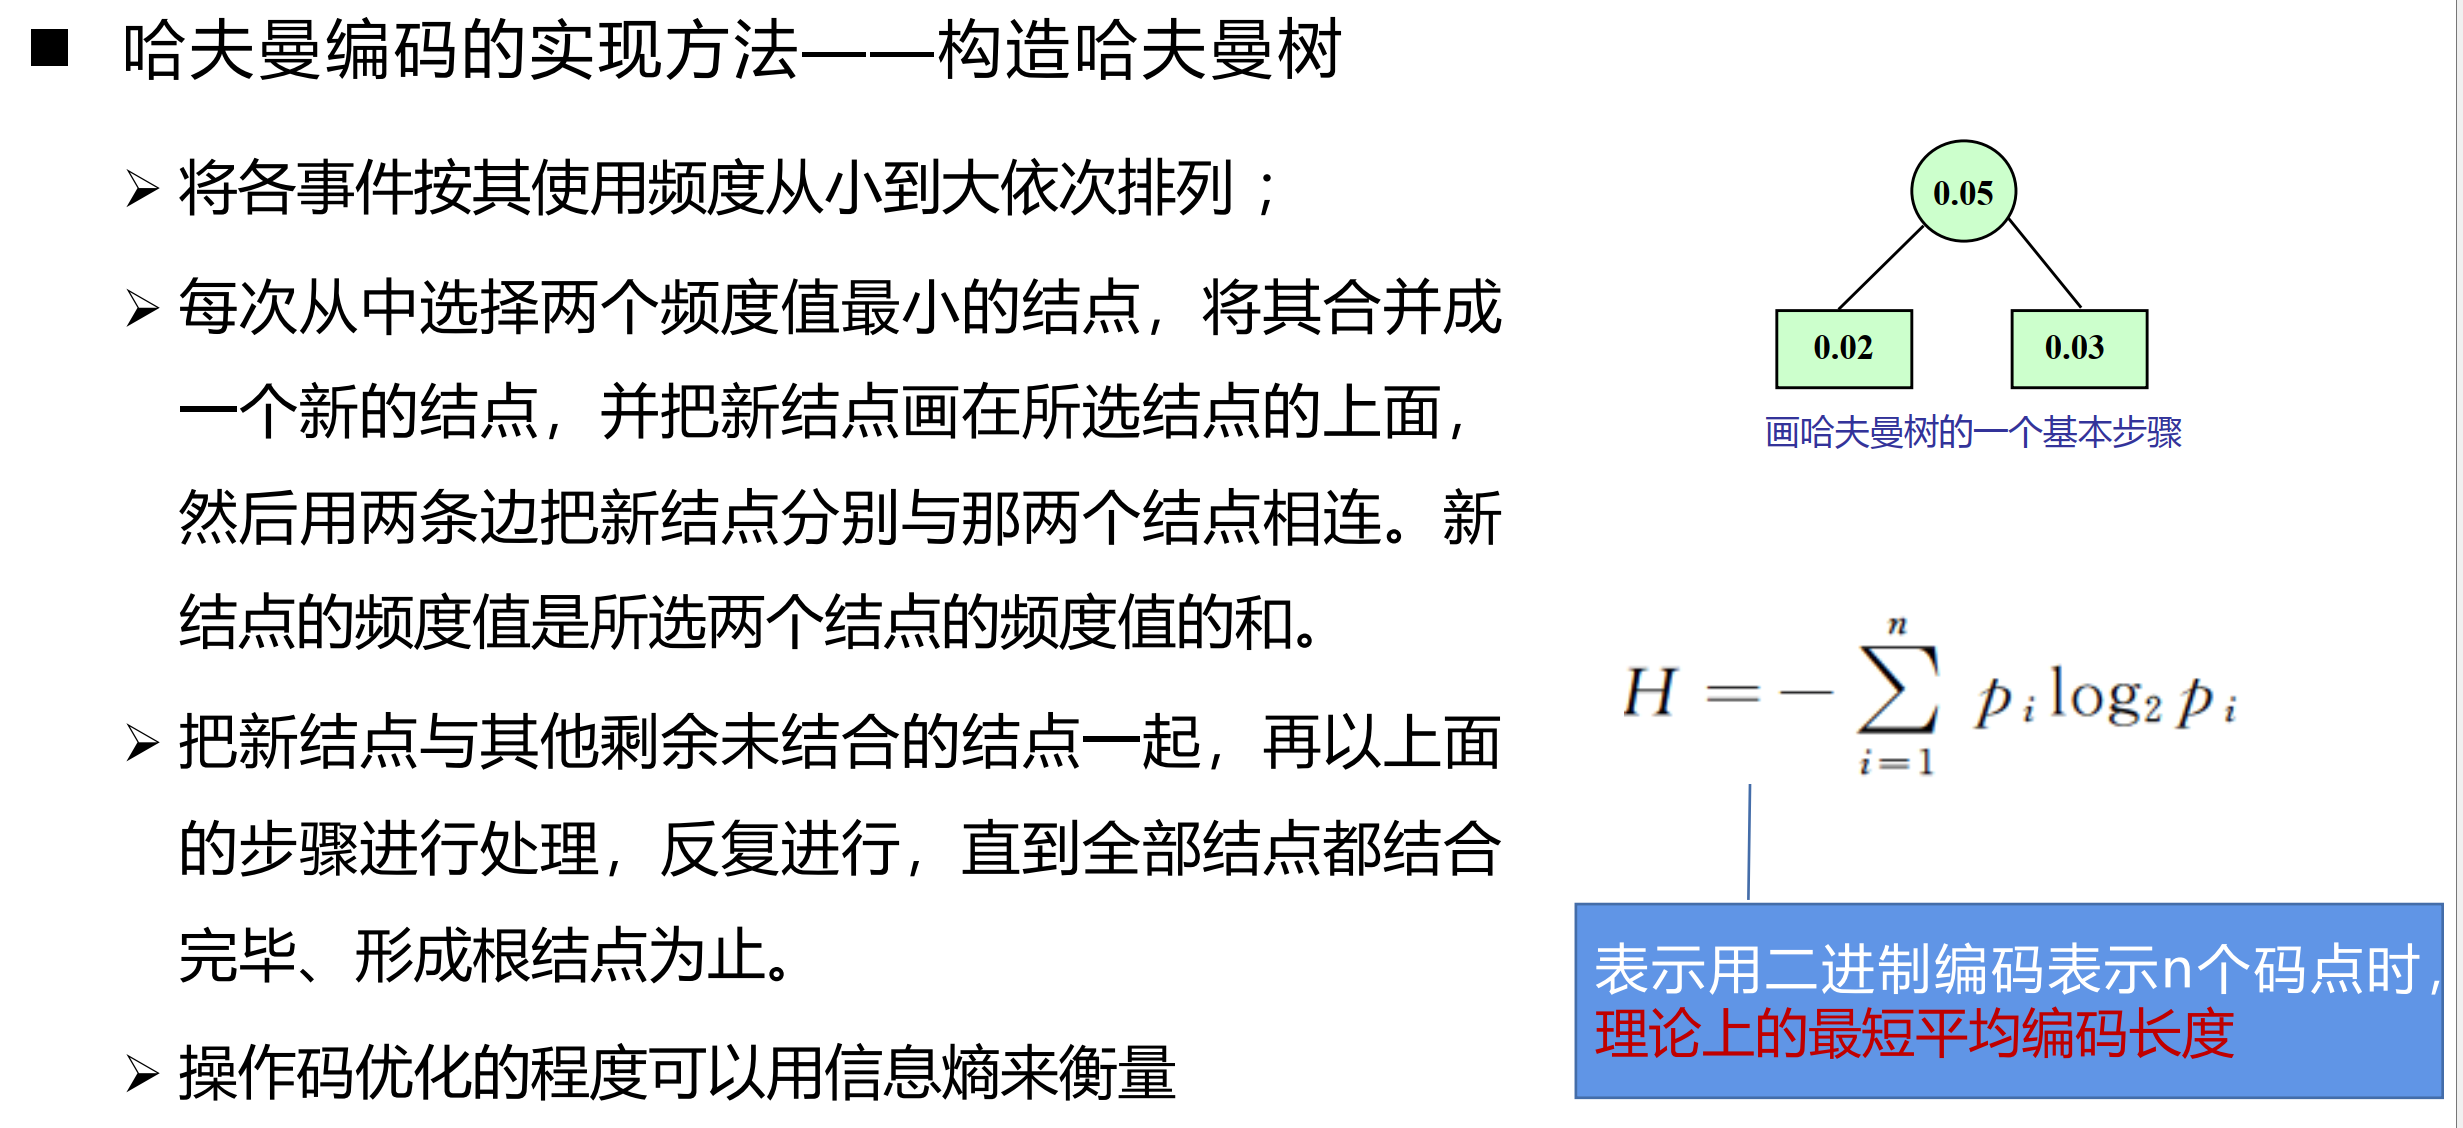 ■ 哈夫曼编码的实现方法——构造哈夫曼树
➢ 将各事件按其使用频度从小到大依次排列；
➢ 每次从中选择两个频度值最小的结点，将其合并成
一个新的结点，并把新结点画在所选结点的上面，
然后用两条边把新结点分别与那两个结点相连。新
结点的频度值是所选两个结点的频度值的和。
➢ 把新结点与其他剩余未结合的结点一起，再以上面
的步骤进行处理，反复进行，直到全部结点都结合
完毕、形成根结点为止。
➢ 操作码优化的程度可以用信息熵来衡量
0.05
0.02 0.03
画哈夫曼树的一个基本步骤
H = - ∑_{i=1}^{n} p_i log_2 p_i
表示用二进制编码表示n个码点时，
理论上的最短平均编码长度